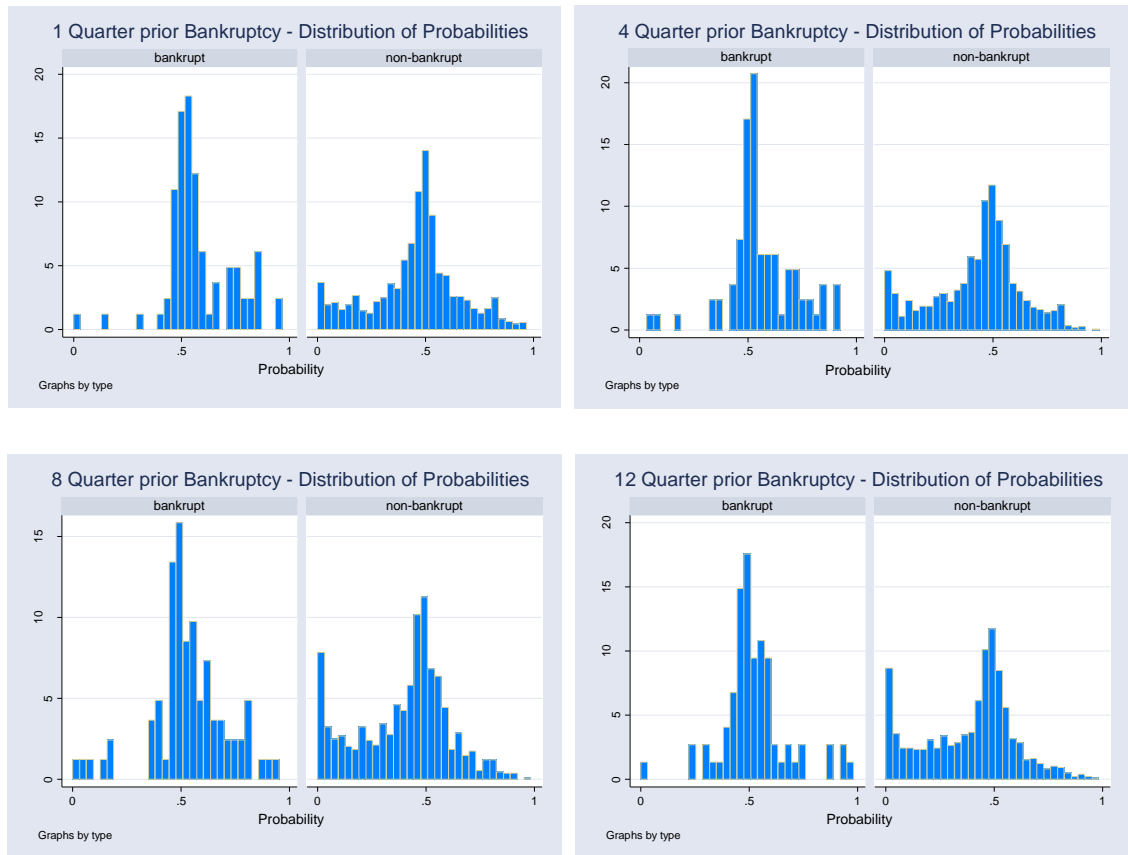 1 Quarter prior Bankruptcy - Distribution of Probabilities
bankrupt non-bankrupt
20
15
10
5
0
0 .5 1 0 .5 1
Probability
Graphs by type
4 Quarter prior Bankruptcy - Distribution of Probabilities
bankrupt non-bankrupt
20
15
10
5
0
0 .5 1 0 .5 1
Probability
Graphs by type
8 Quarter prior Bankruptcy - Distribution of Probabilities
bankrupt non-bankrupt
15
10
5
0
0 .5 1 0 .5 1
Probability
Graphs by type
12 Quarter prior Bankruptcy - Distribution of Probabilities
bankrupt non-bankrupt
20
15
10
5
0
0 .5 1 0 .5 1
Probability
Graphs by type